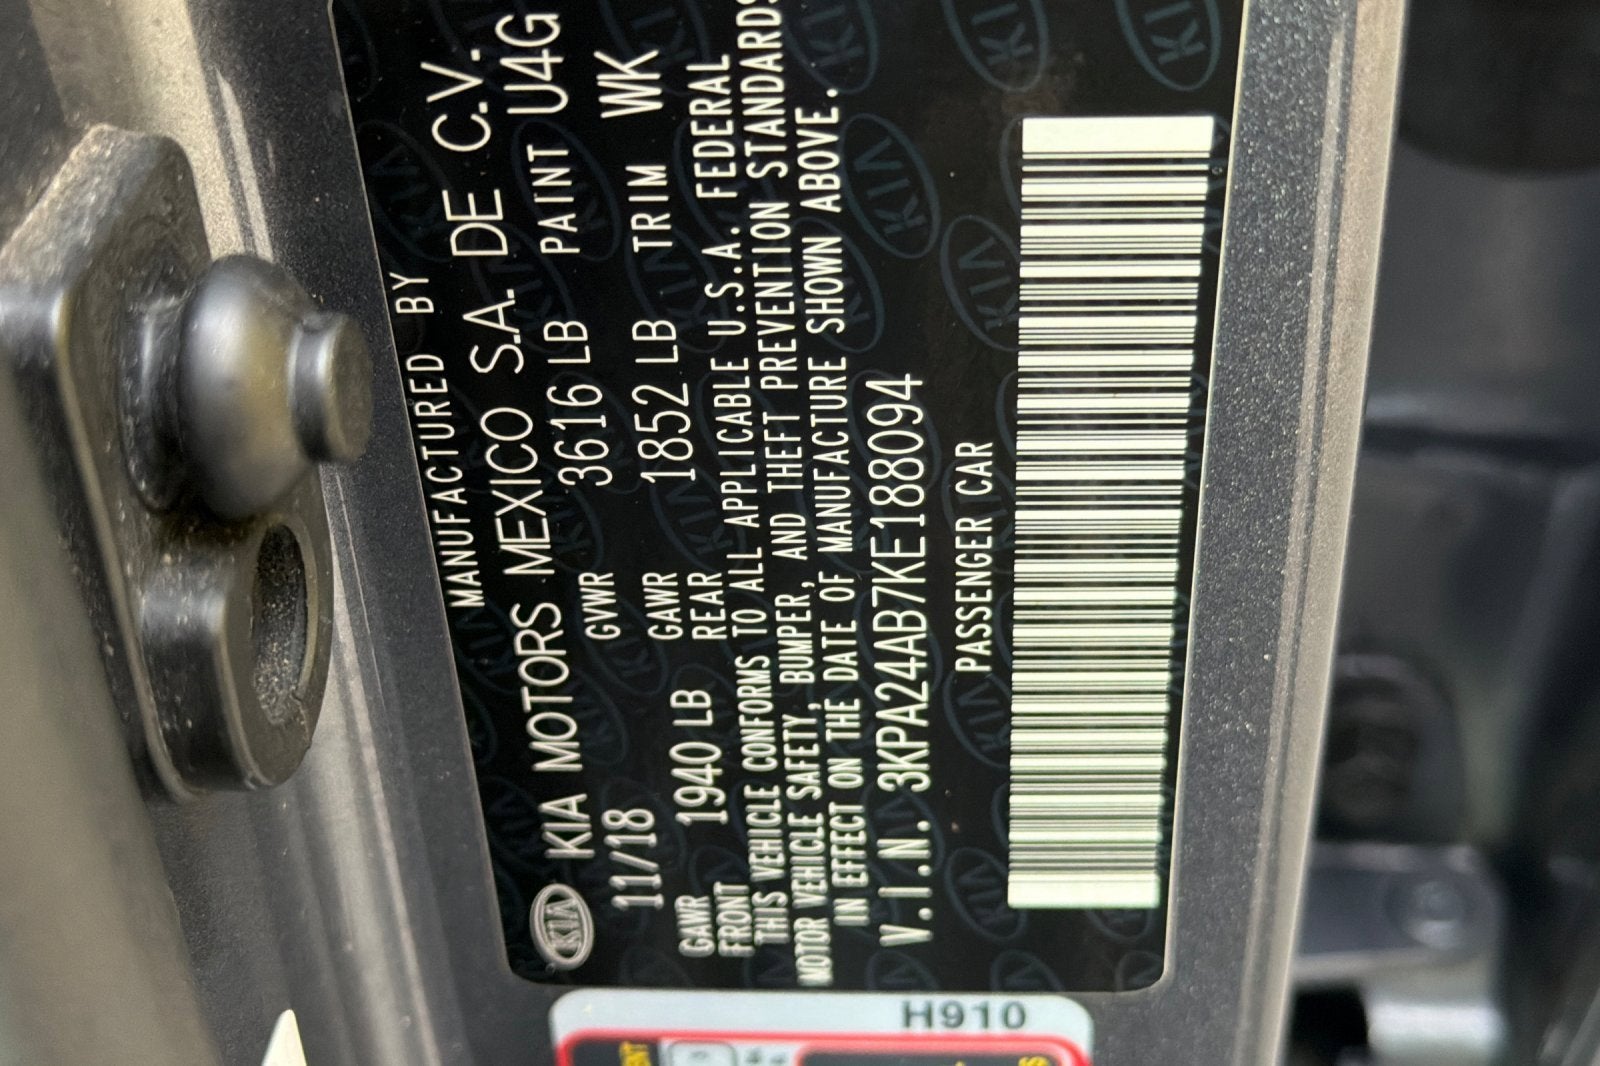 MANUFACTURED BY
KIA KIA MOTORS MEXICO S.A. DE C.V.
11/18 GVWR 3616 LB PAINT U4G
GAWR FRONT 1940 LB GAWR REAR 1852 LB TRIM WK
THIS VEHICLE CONFORMS TO ALL APPLICABLE U.S.A. FEDERAL
MOTOR VEHICLE SAFETY, BUMPER, AND THEFT PREVENTION STANDARDS
IN EFFECT ON THE DATE OF MANUFACTURE SHOWN ABOVE.
V.I.N. 3KPA24AB7KE188094
PASSENGER CAR
H910